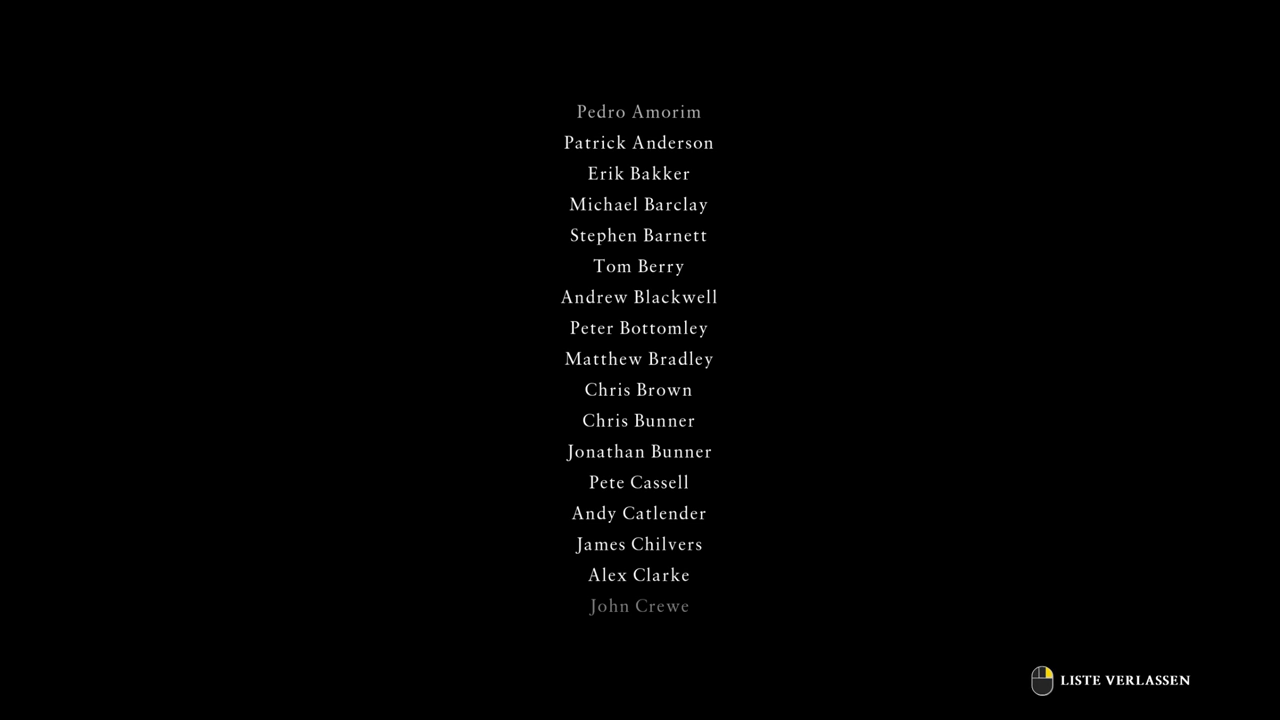 Pedro Amorim
Patrick Anderson
Erik Bakker
Michael Barclay
Stephen Barnett
Tom Berry
Andrew Blackwell
Peter Bottomley
Matthew Bradley
Chris Brown
Chris Bunner
Jonathan Bunner
Pete Cassell
Andy Catlender
James Chilvers
Alex Clarke
John Crewe
LISTE VERLASSEN